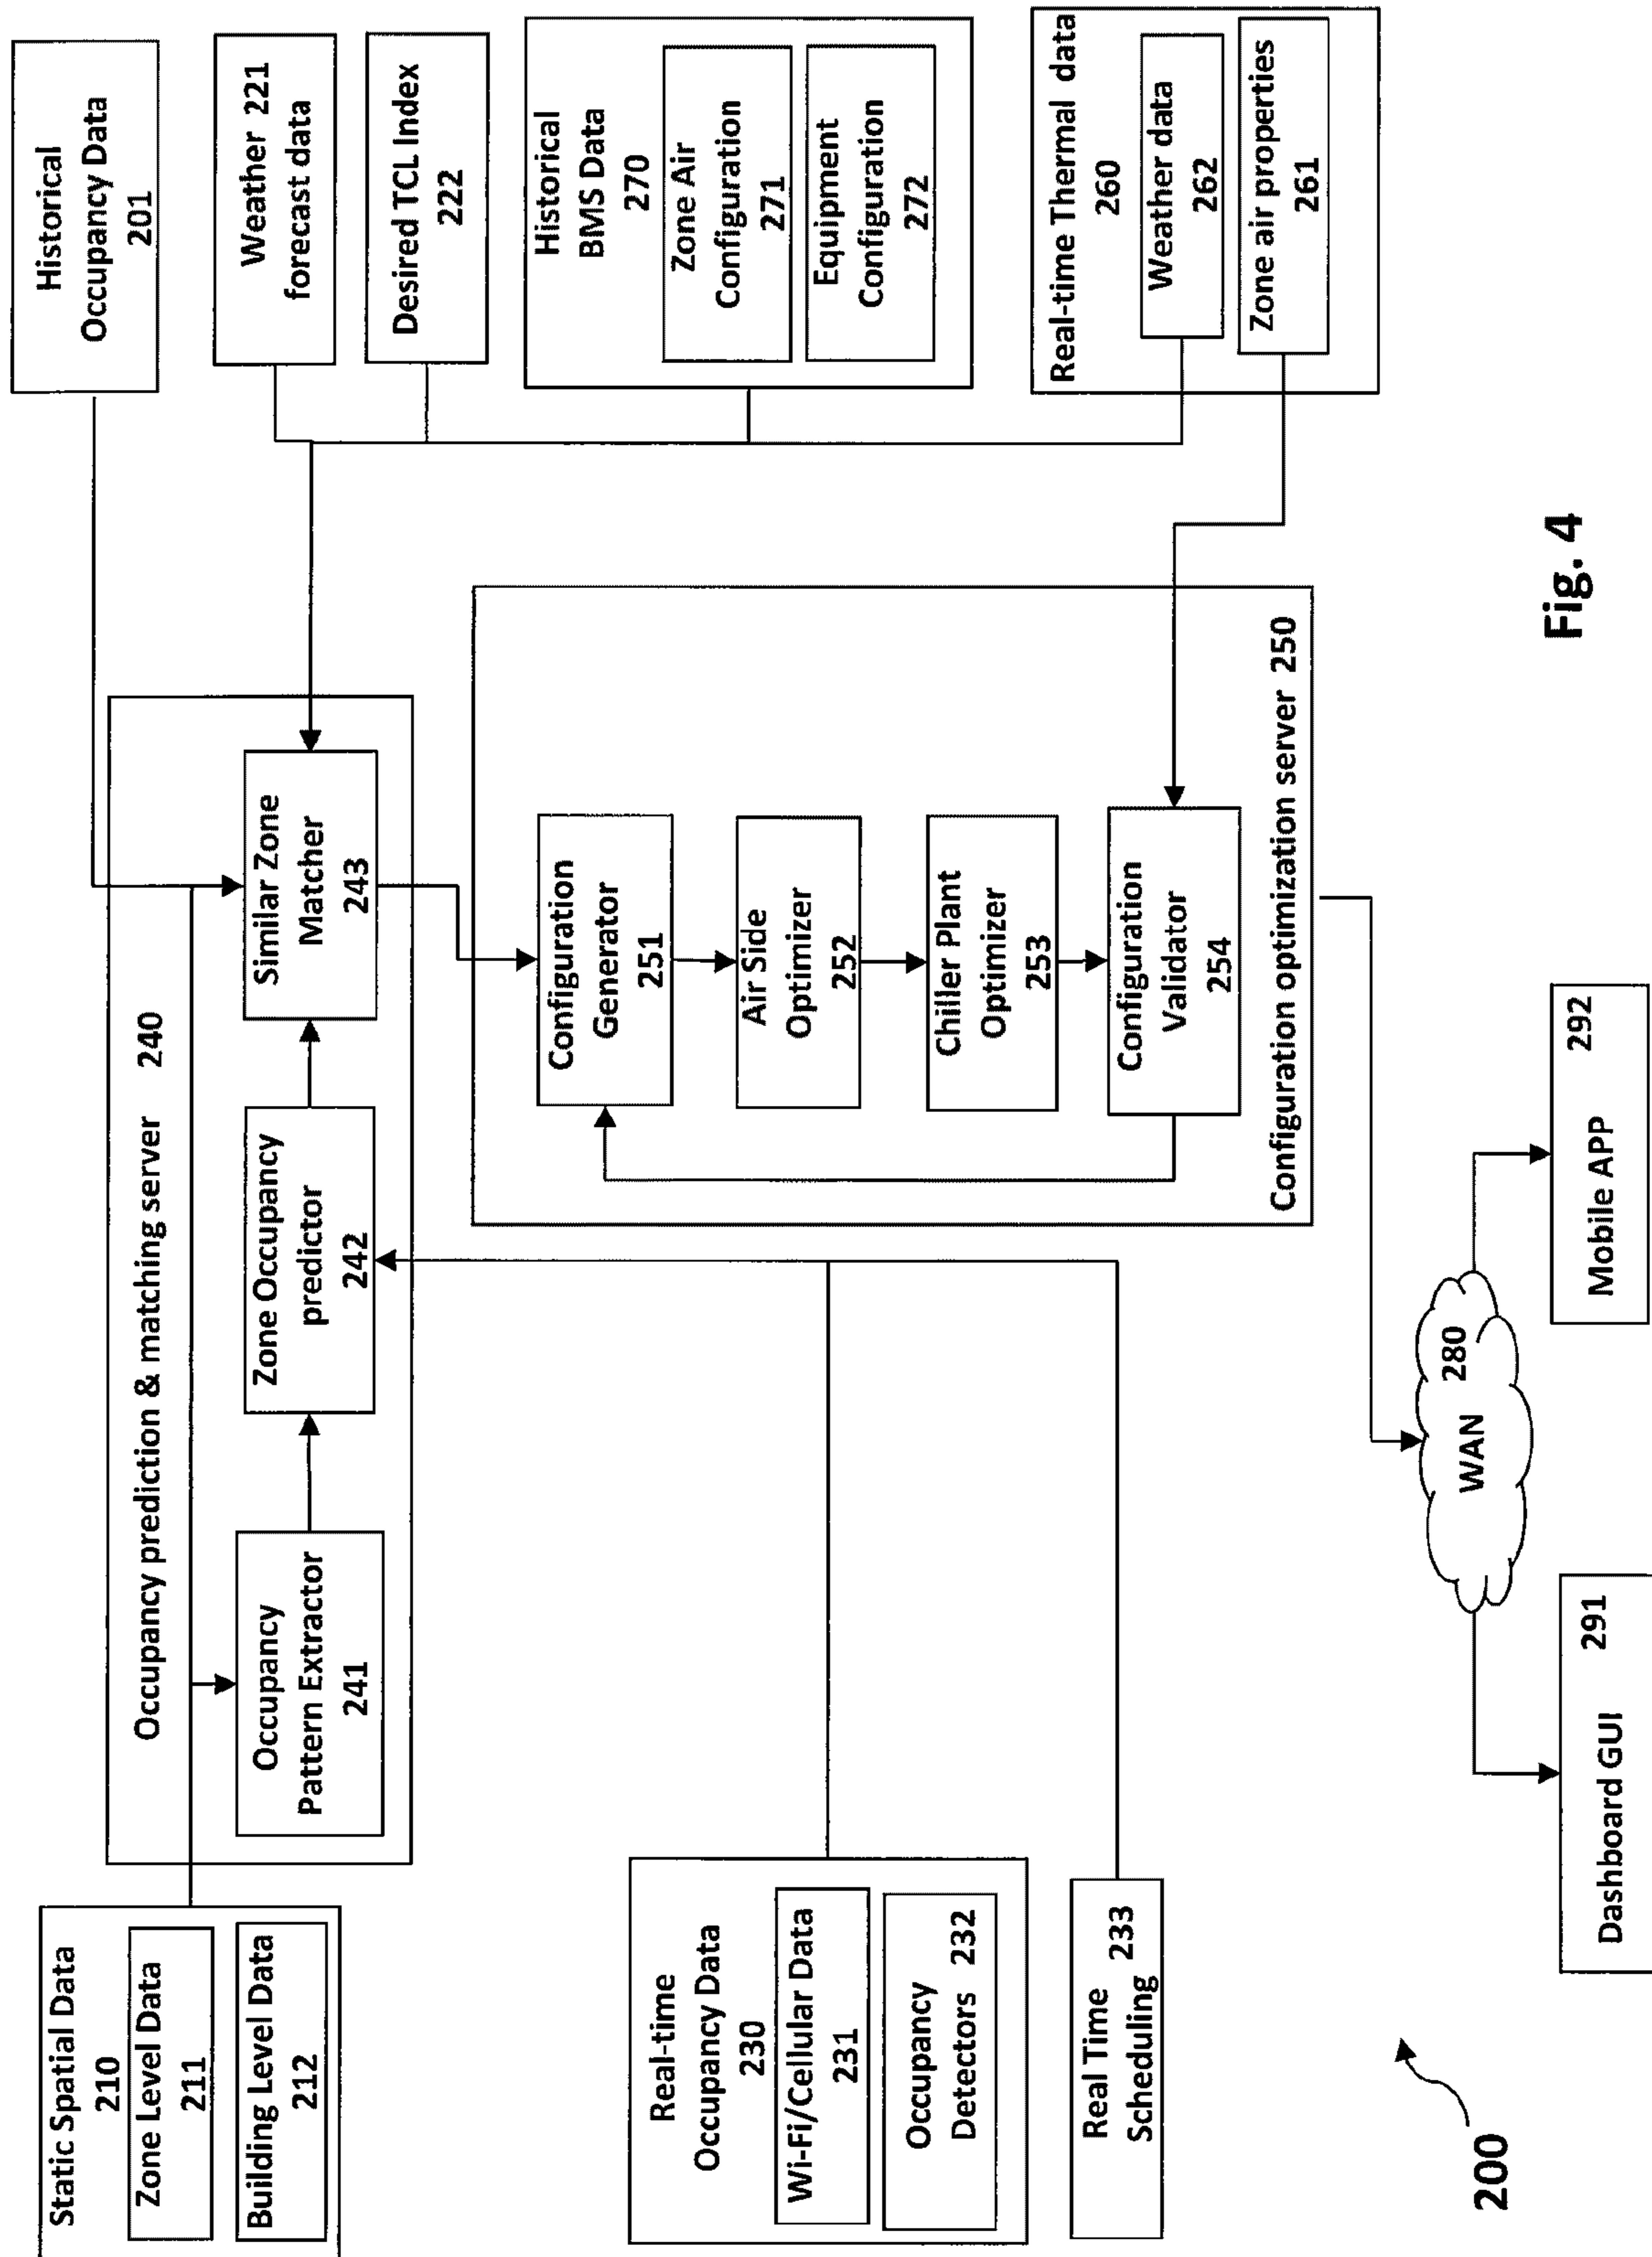 Static Spatial Data
210
Zone Level Data
211
Building Level Data
212
Occupancy prediction & matching server 240
Occupancy
Pattern Extractor
241
Zone Occupancy
predictor
242
Similar Zone
Matcher
243
Historical
Occupancy Data
201
Weather 221
forecast data
Desired TCL Index
222
Historical
BMS Data
270
Zone Air
Configuration
271
Equipment
Configuration
272
Real-time Thermal data
260
Weather data
262
Zone air properties
261
Real-time
Occupancy Data
230
Wi-Fi/Cellular Data
231
Occupancy
Detectors 232
Real Time
Scheduling 233
Configuration
Generator
251
Air Side
Optimizer
252
Chiller Plant
Optimizer
253
Configuration
Validator
254
Configuration optimization server 250
WAN 280
Dashboard GUI 291
Mobile APP 292
200
Fig. 4